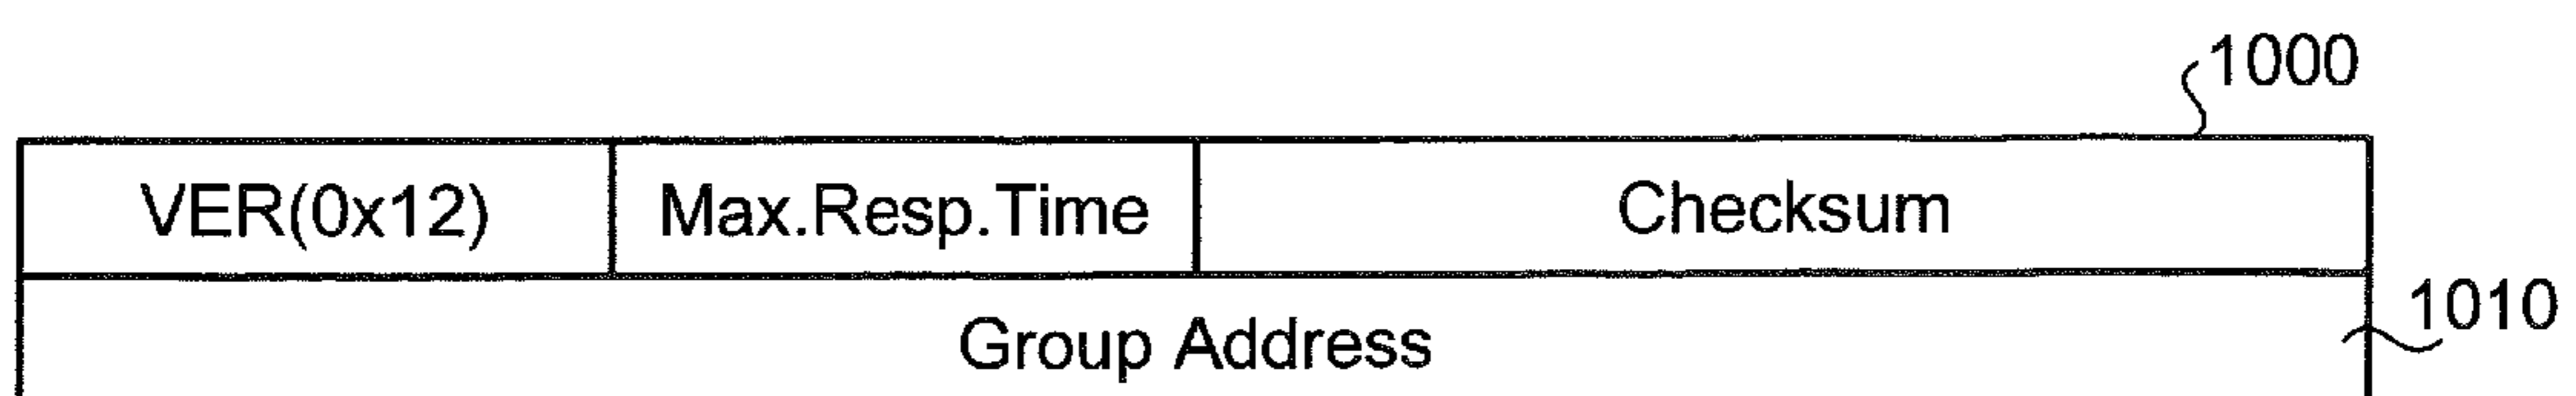 1000
VER(0x12) Max.Resp.Time Checksum
1010
Group Address